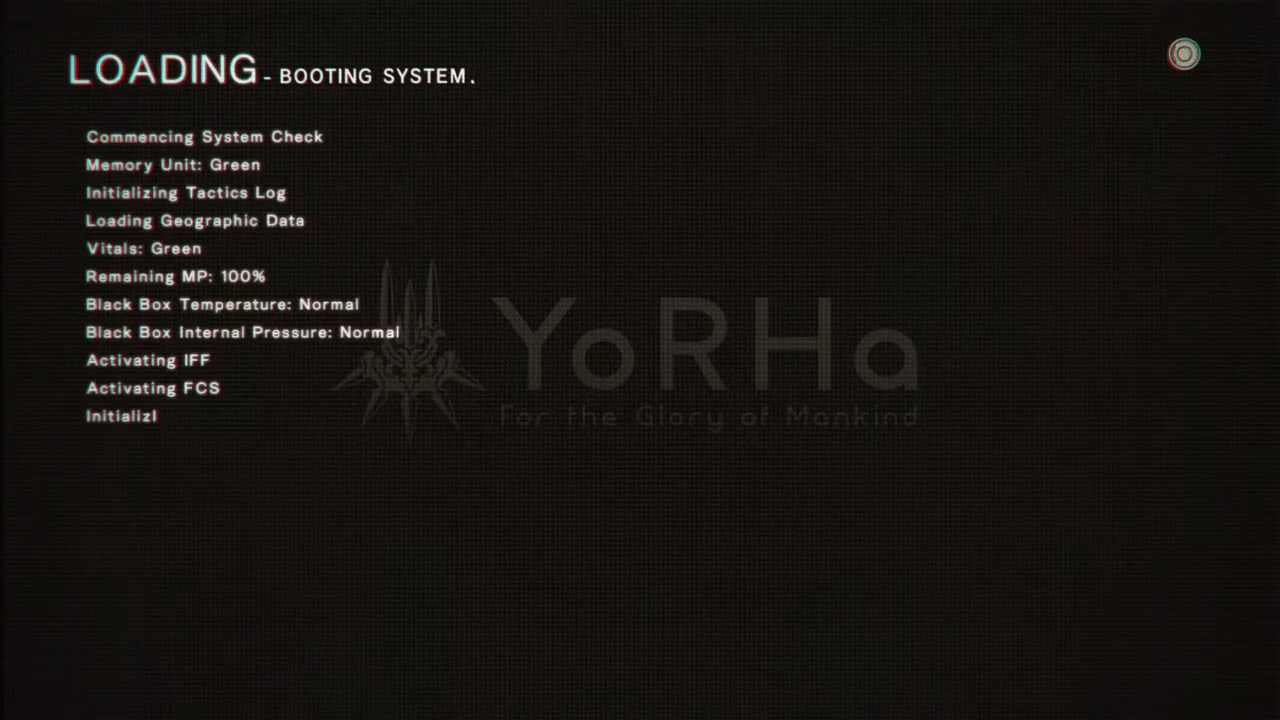 LOADING - BOOTING SYSTEM.
Commencing System Check
Memory Unit: Green
Initializing Tactics Log
Loading Geographic Data
Vitals: Green
Remaining MP: 100%
Black Box Temperature: Normal
Black Box Internal Pressure: Normal
Activating IFF
Activating FCS
Initializl
YoRHa
For the Glory of Mankind